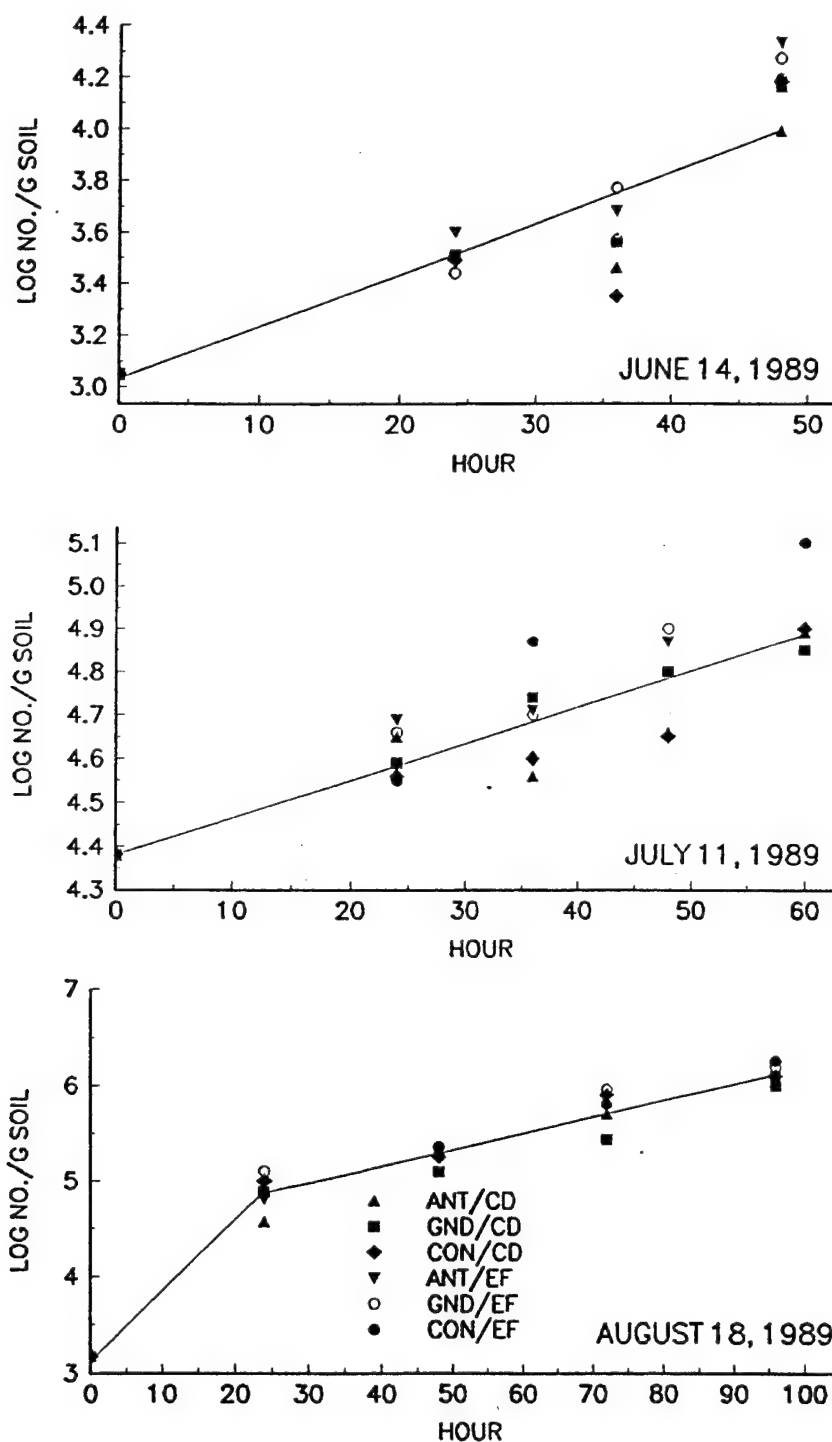 LOG NO./G SOIL
4.4
4.2
4.0
3.8
3.6
3.4
3.2
3.0
0 10 20 30 40 50
HOUR
JUNE 14, 1989
LOG NO./G SOIL
5.1
5.0
4.9
4.8
4.7
4.6
4.5
4.4
4.3
0 10 20 30 40 50 60
HOUR
JULY 11, 1989
LOG NO./G SOIL
7
6
5
4
3
ANT/CD
GND/CD
CON/CD
ANT/EF
GND/EF
CON/EF
AUGUST 18, 1989
0 10 20 30 40 50 60 70 80 90 100
HOUR